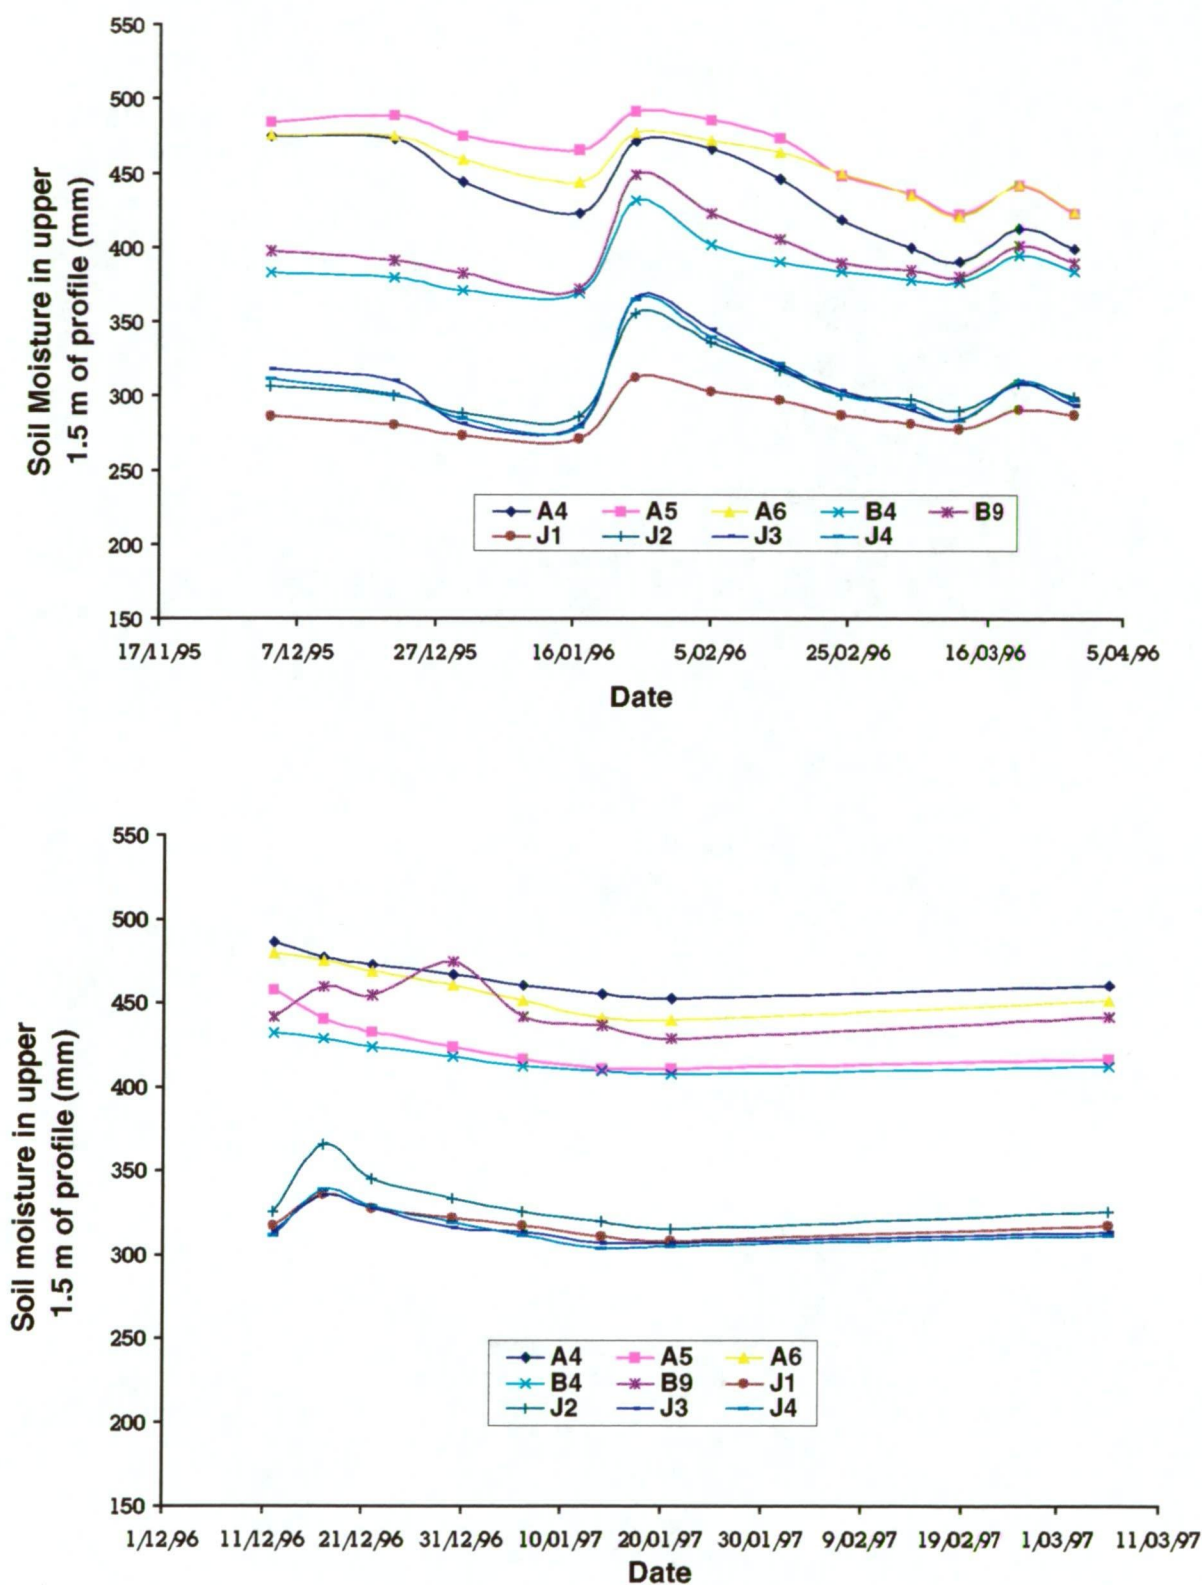 550
500
450
400
350
300
250
200
150
Soil Moisture in upper
1.5 m of profile (mm)
A4 A5 A6 B4 B9
J1 J2 J3 J4
17/11/95 7/12/95 27/12/95 16/01/96 5/02/96 25/02/96 16/03/96 5/04/96
Date
550
500
450
400
350
300
250
200
150
Soil moisture in upper
1.5 m of profile (mm)
A4 A5 A6
B4 B9 J1
J2 J3 J4
1/12/96 11/12/96 21/12/96 31/12/96 10/01/97 20/01/97 30/01/97 9/02/97 19/02/97 1/03/97 11/03/97
Date